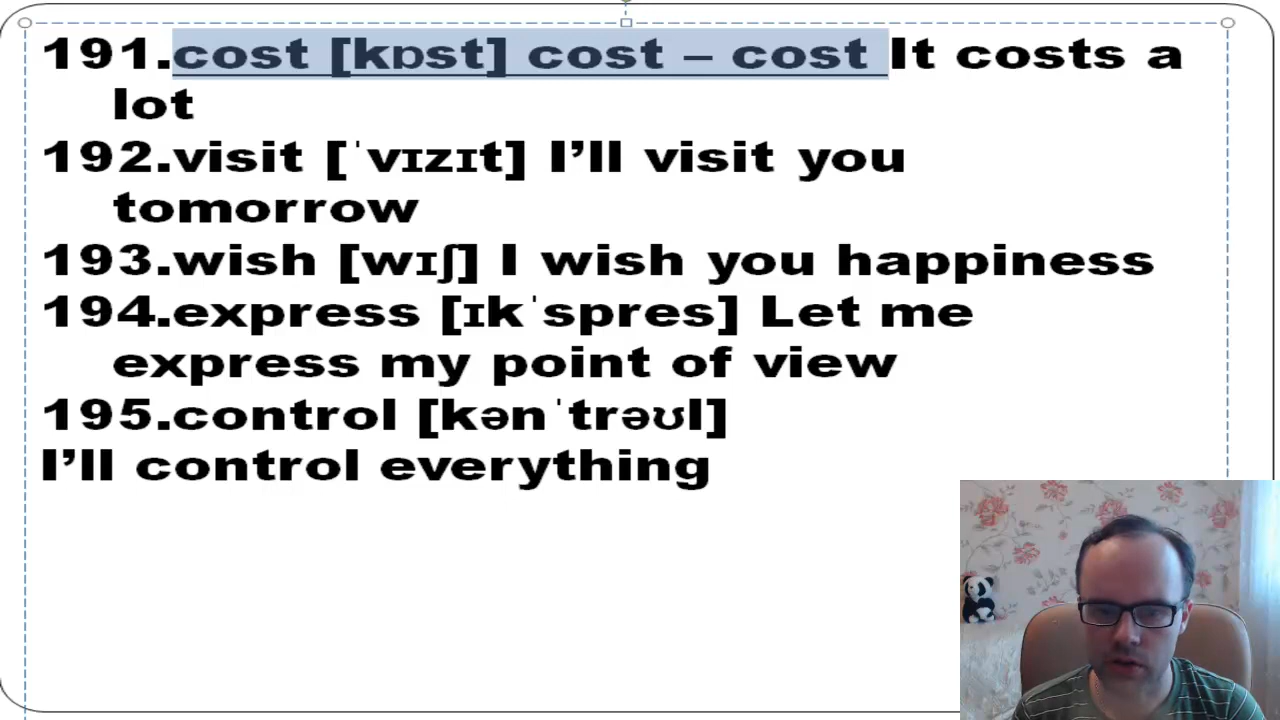 191.cost [kɒst] cost – cost It costs a
lot
192.visit [ˈvɪzɪt] I’ll visit you
tomorrow
193.wish [wɪʃ] I wish you happiness
194.express [ɪkˈspres] Let me
express my point of view
195.control [kənˈtrəʊl]
I’ll control everything